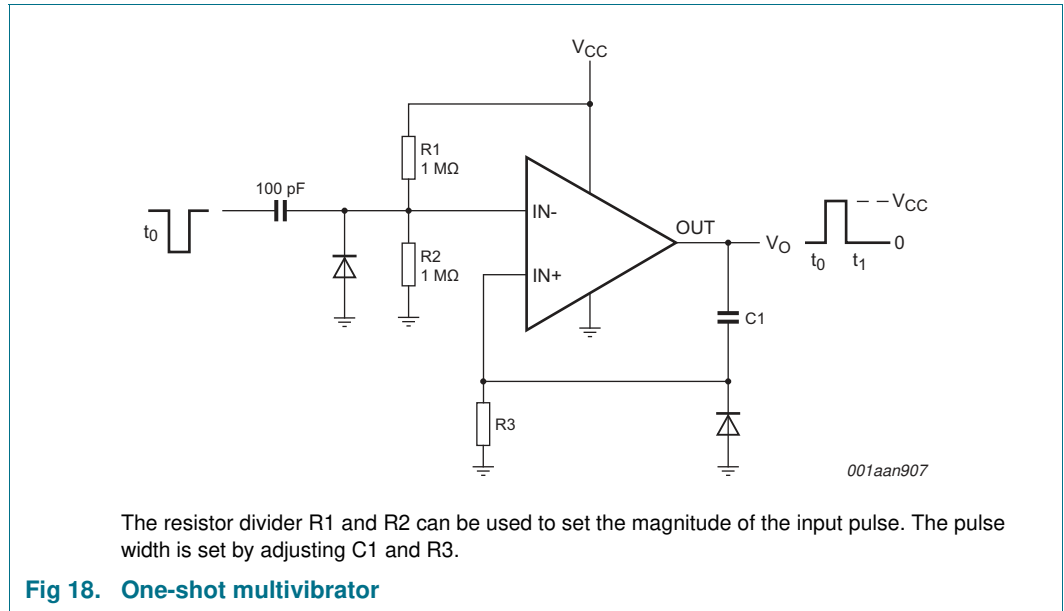 VCC
R1
1 MΩ
100 pF
t0
IN-
OUT
VCC
VO
0
t0
t1
R2
1 MΩ
IN+
C1
R3
001aan907
The resistor divider R1 and R2 can be used to set the magnitude of the input pulse. The pulse
width is set by adjusting C1 and R3.
Fig 18. One-shot multivibrator